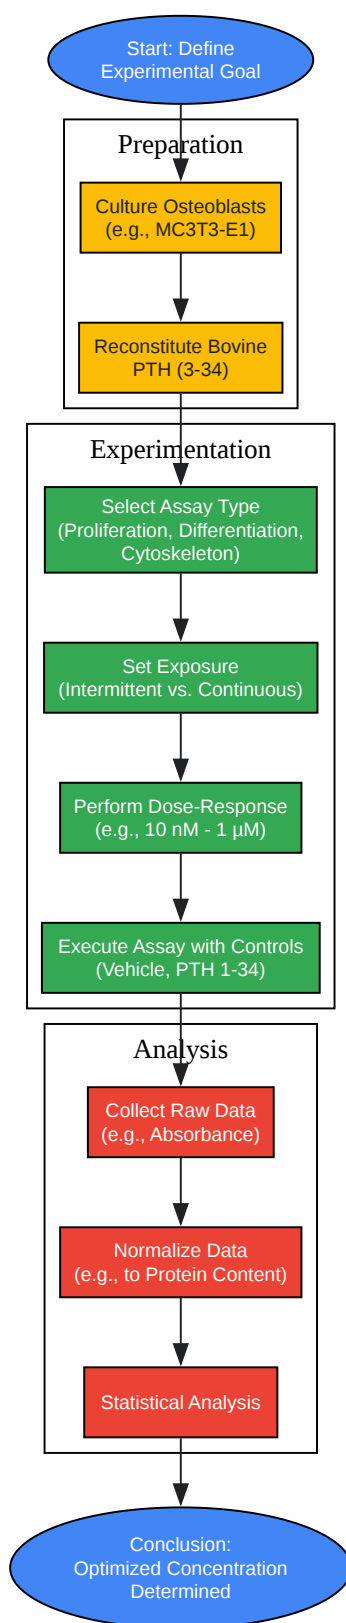 Start: Define
Experimental Goal
Preparation
Culture Osteoblasts
(e.g., MC3T3-E1)
Reconstitute Bovine
PTH (3-34)
Experimentation
Select Assay Type
(Proliferation, Differentiation,
Cytoskeleton)
Set Exposure
(Intermittent vs. Continuous)
Perform Dose-Response
(e.g., 10 nM - 1 µM)
Execute Assay with Controls
(Vehicle, PTH 1-34)
Analysis
Collect Raw Data
(e.g., Absorbance)
Normalize Data
(e.g., to Protein Content)
Statistical Analysis
Conclusion:
Optimized Concentration
Determined